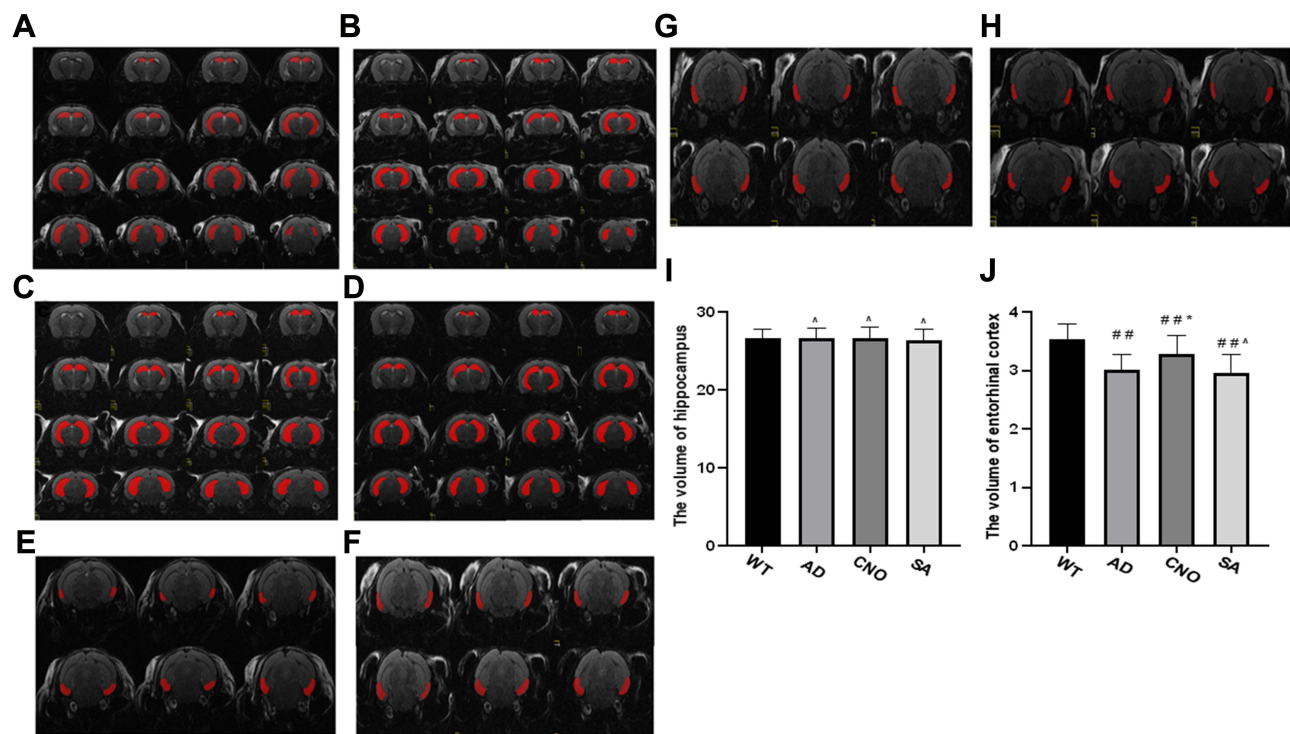 A
B
G
H
C
D
E
F
I
J
The volume of hippocampus
30
20
10
0
^
^
^
WT
AD
CNO
SA
The volume of entorhinal cortex
4
3
2
1
0
##
##*
##^
WT
AD
CNO
SA